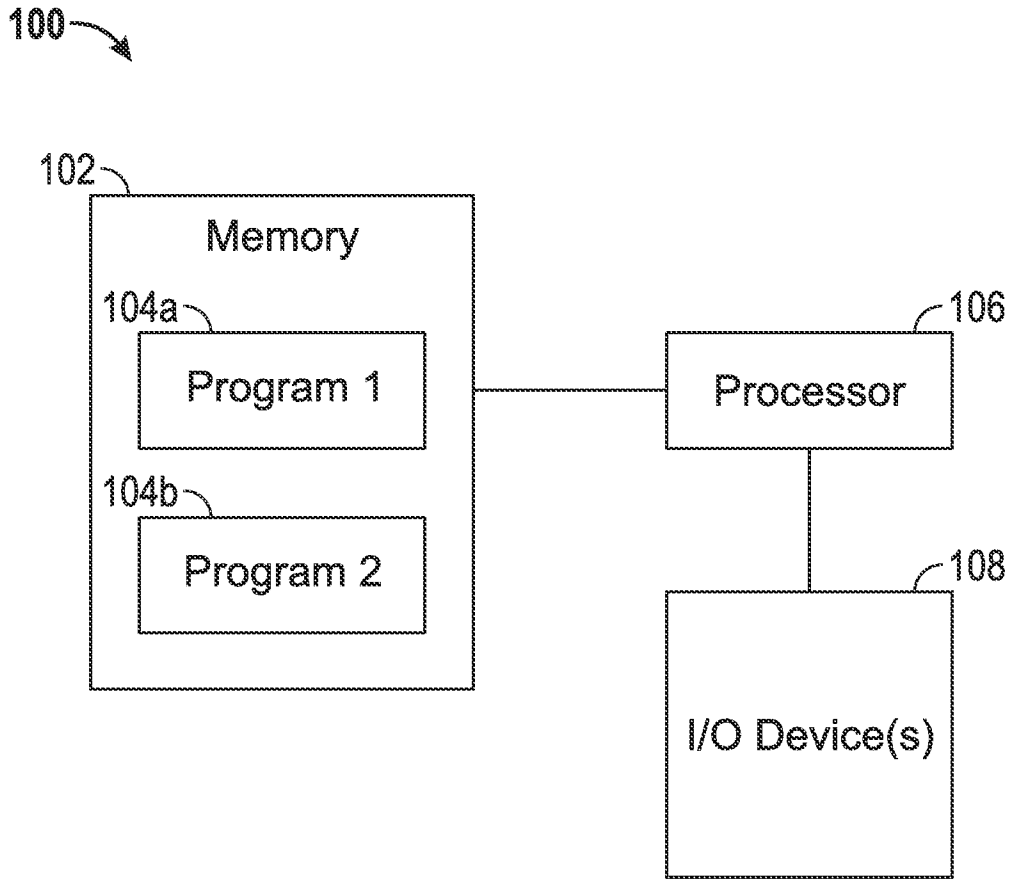 100
102
Memory
104a
Program 1
104b
Program 2
106
Processor
108
I/O Device(s)